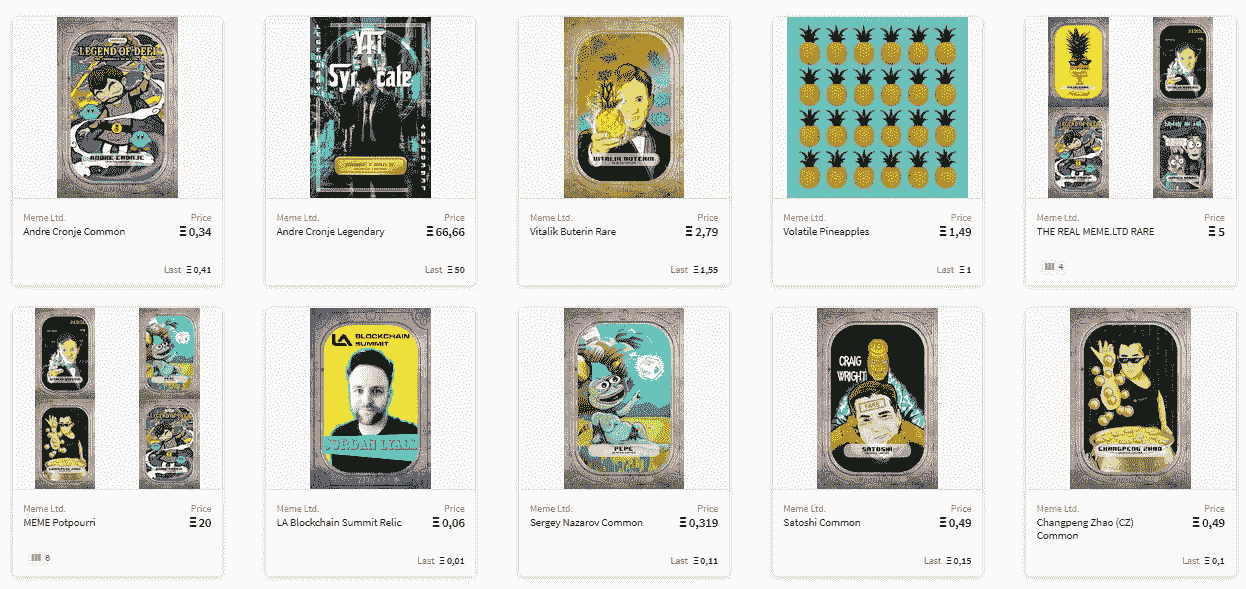 LEGEND OF DEFI
ANDRE CRONJE
Meme Ltd. Price
Andre Cronje Common Ξ 0,34
Last Ξ 0,41
YFI
Syndicate
ANDRE CRONJE
Meme Ltd. Price
Andre Cronje Legendary Ξ 66,66
Last Ξ 50
VITALIK BUTERIN
Meme Ltd. Price
Vitalik Buterin Rare Ξ 2,79
Last Ξ 1,55
Meme Ltd. Price
Volatile Pineapples Ξ 1,49
Last Ξ 1
Meme Ltd. Price
THE REAL MEME.LTD RARE Ξ 5
4
PEPE
CHANGPENG ZHAO
Meme Ltd. Price
MEME Potpourri Ξ 20
6
LA BLOCKCHAIN
SUMMIT
JORDAN LYALL
Meme Ltd. Price
LA Blockchain Summit Relic Ξ 0,06
Last Ξ 0,01
PEPE
Meme Ltd. Price
Sergey Nazarov Common Ξ 0,319
Last Ξ 0,11
CRAIG
WRIGHT
FAKE
SATOSHI
Meme Ltd. Price
Satoshi Common Ξ 0,49
Last Ξ 0,15
CHANGPENG ZHAO
Meme Ltd. Price
Changpeng Zhao (CZ) Ξ 0,49
Common
Last Ξ 0,1